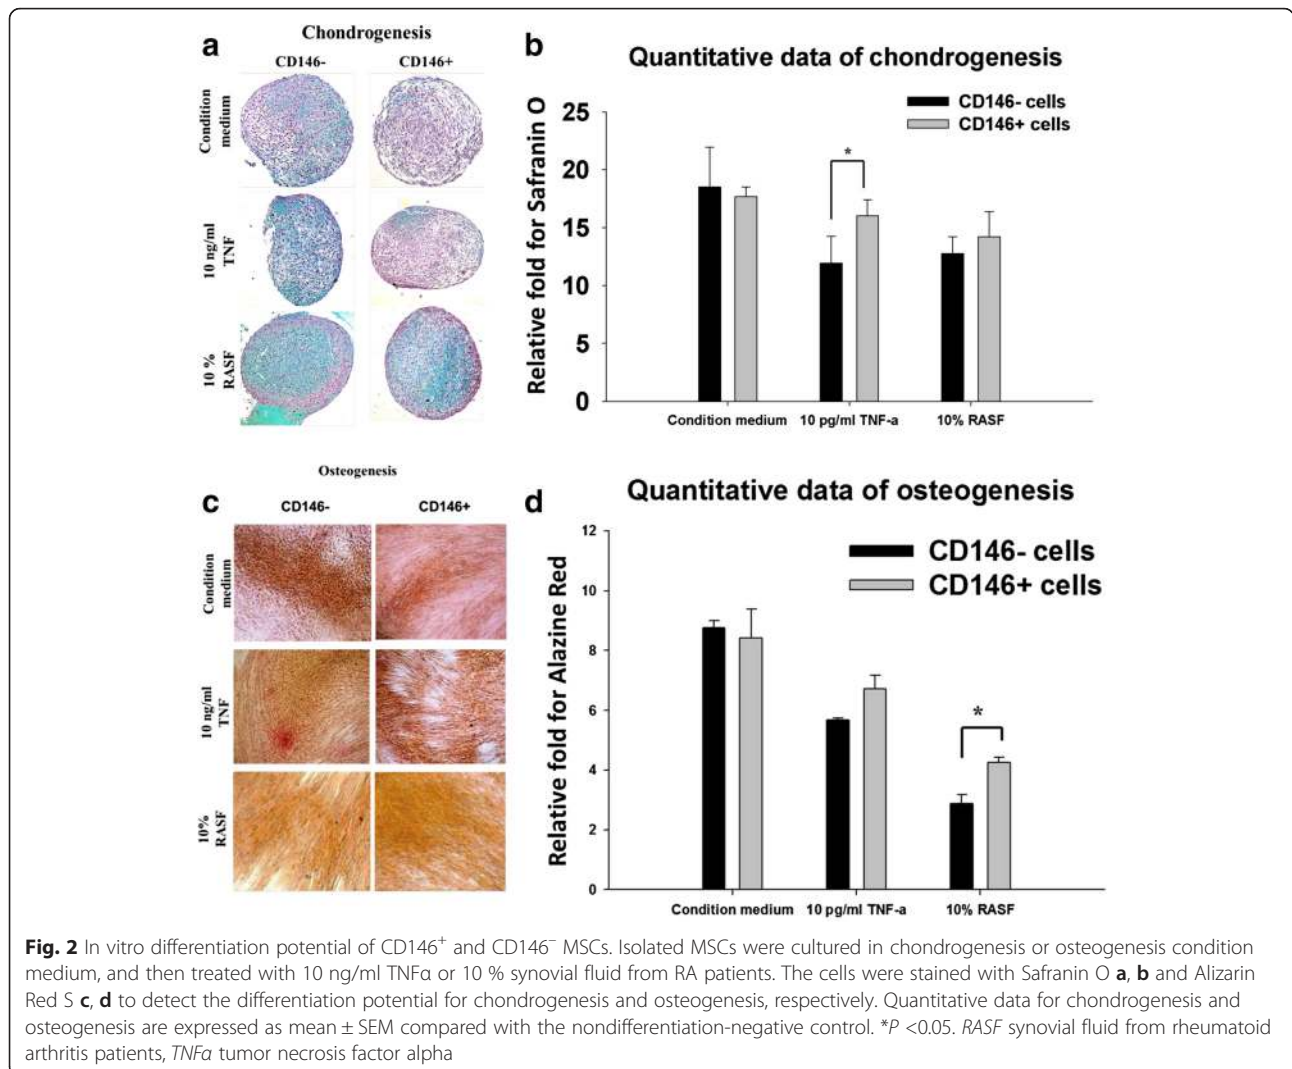 a
Chondrogenesis
CD146-
CD146+
Condition
medium
10 ng/ml
TNF
10 %
RASF
b
Quantitative data of chondrogenesis
CD146- cells
CD146+ cells
Relative fold for Safranin O
25
20
15
10
5
0
*
Condition medium
10 pg/ml TNF-a
10% RASF
c
Osteogenesis
CD146-
CD146+
Condition
medium
10 ng/ml
TNF
10%
RASF
d
Quantitative data of osteogenesis
CD146- cells
CD146+ cells
Relative fold for Alazine Red
12
10
8
6
4
2
0
*
Condition medium
10 pg/ml TNF-a
10% RASF
Fig. 2 In vitro differentiation potential of CD146⁺ and CD146⁻ MSCs. Isolated MSCs were cultured in chondrogenesis or osteogenesis condition
medium, and then treated with 10 ng/ml TNFα or 10 % synovial fluid from RA patients. The cells were stained with Safranin O a, b and Alizarin
Red S c, d to detect the differentiation potential for chondrogenesis and osteogenesis, respectively. Quantitative data for chondrogenesis and
osteogenesis are expressed as mean ± SEM compared with the nondifferentiation-negative control. *P <0.05. RASF synovial fluid from rheumatoid
arthritis patients, TNFα tumor necrosis factor alpha